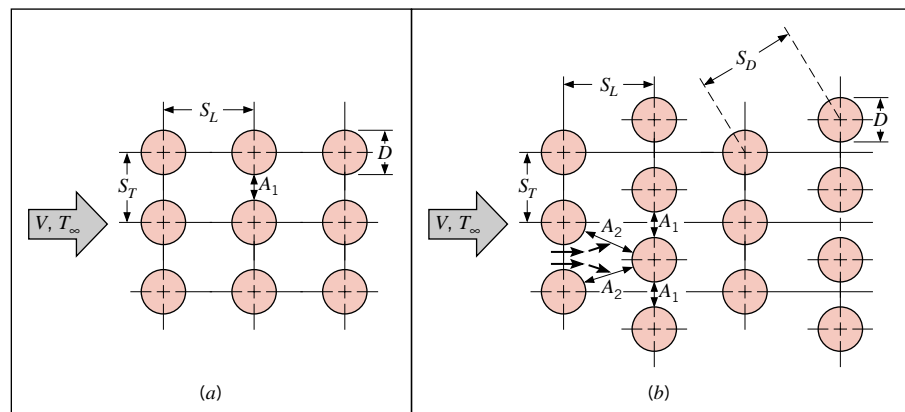 S_L
D
S_T
A_1
V, T_∞
(a)
S_D
S_L
D
S_T
A_2
A_1
V, T_∞
A_2
A_1
(b)